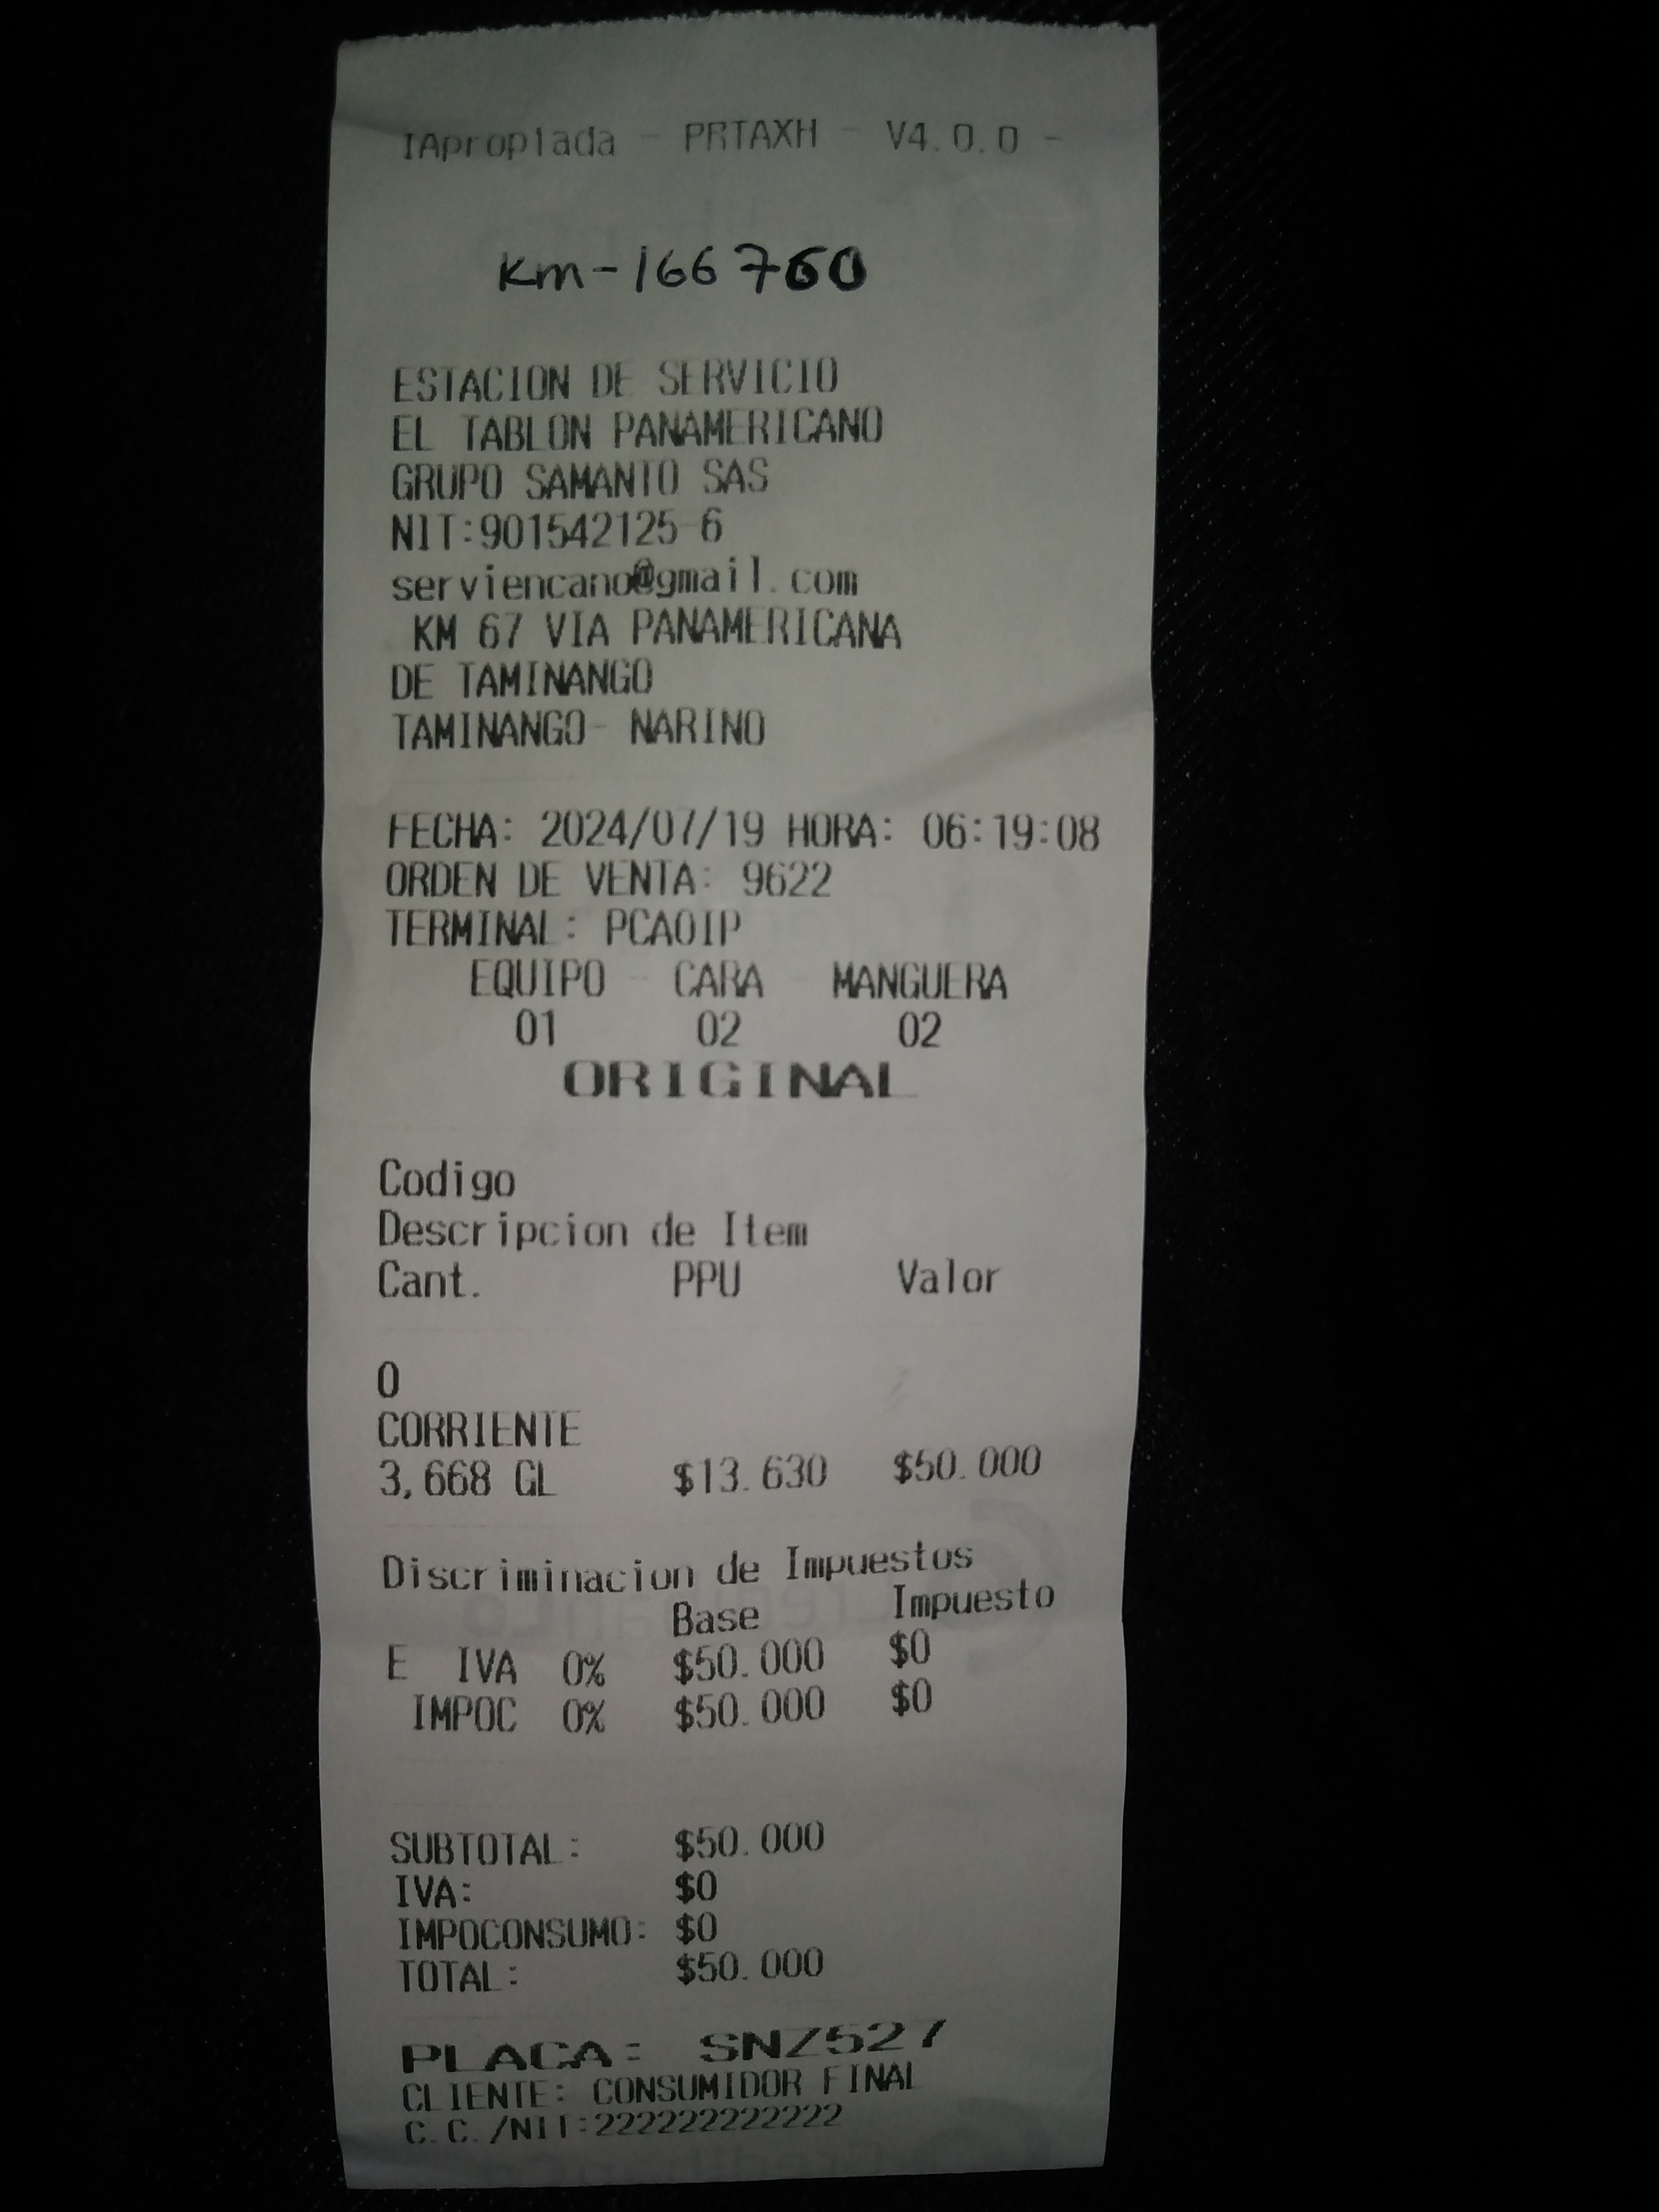 IApropiada - PRTAXH - V4.0.0 -
Km-166760
ESTACION DE SERVICIO
EL TABLON PANAMERICANO
GRUPO SAMANTO SAS
NIT:901542125-6
serviencano@gmail.com
KM 67 VIA PANAMERICANA
DE TAMINANGO
TAMINANGO- NARINO
FECHA: 2024/07/19 HORA: 06:19:08
ORDEN DE VENTA: 9622
TERMINAL: PCA01P
EQUIPO - CARA - MANGUERA
01 02 02
ORIGINAL
Codigo
Descripcion de Item
Cant. PPU Valor
0
CORRIENTE
3,668 GL $13.630 $50.000
Discriminacion de Impuestos
Base Impuesto
E IVA 0% $50.000 $0
IMPOC 0% $50.000 $0
SUBTOTAL: $50.000
IVA: $0
IMPOCONSUMO: $0
TOTAL: $50.000
PLACA: SNZ527
CLIENTE: CONSUMIDOR FINAL
C.C./NIT:222222222222